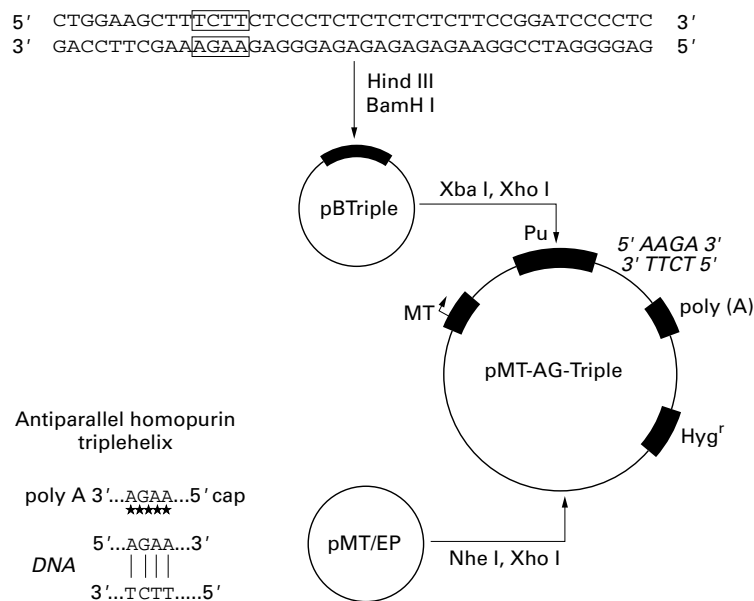 5′ CTGGAAGCTTTCTTCTCCCTCTCTCTCTCTTCCGGATCCCCTC 3′
3′ GACCTTCGAAAGAAGAGGGAGAGAGAGAGAAGGCCTAGGGGAG 5′
Hind III
BamH I
pBTriple
Xba I, Xho I
Pu
5′ AAGA 3′
3′ TTCT 5′
MT
poly (A)
pMT-AG-Triple
Hygʳ
Antiparallel homopurin
triplehelix
poly A 3′...AGAA...5′ cap
★★★★★
5′...AGAA...3′
DNA
3′...TCTT.....5′
pMT/EP
Nhe I, Xho I